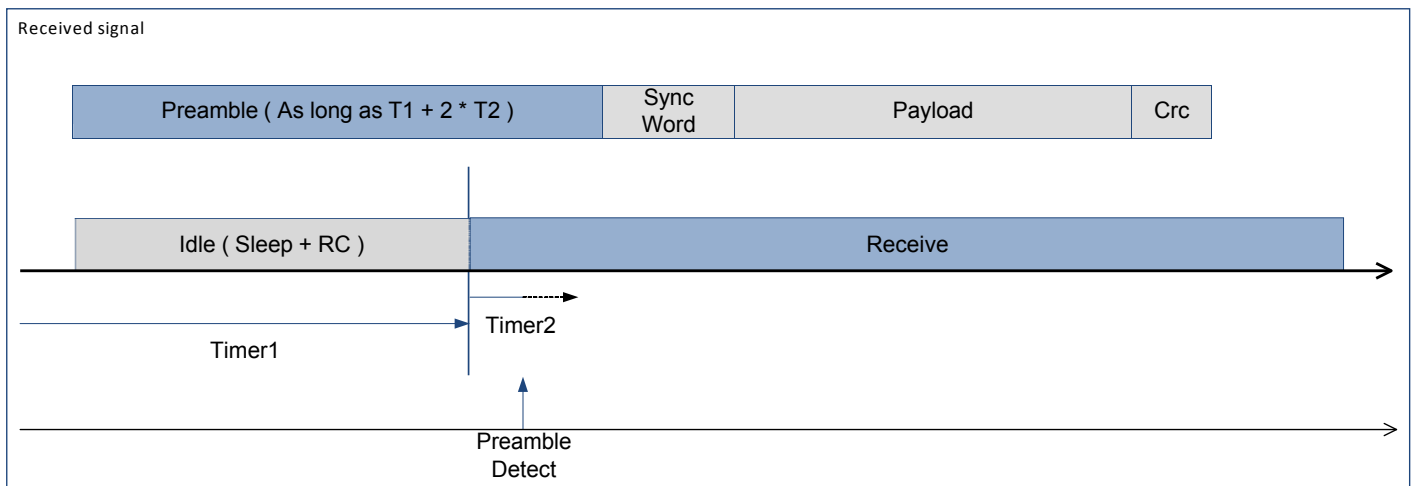 Received signal
Preamble ( As long as T1 + 2 * T2 )
Sync
Word
Payload
Crc
Idle ( Sleep + RC )
Receive
Timer2
Timer1
Preamble
Detect